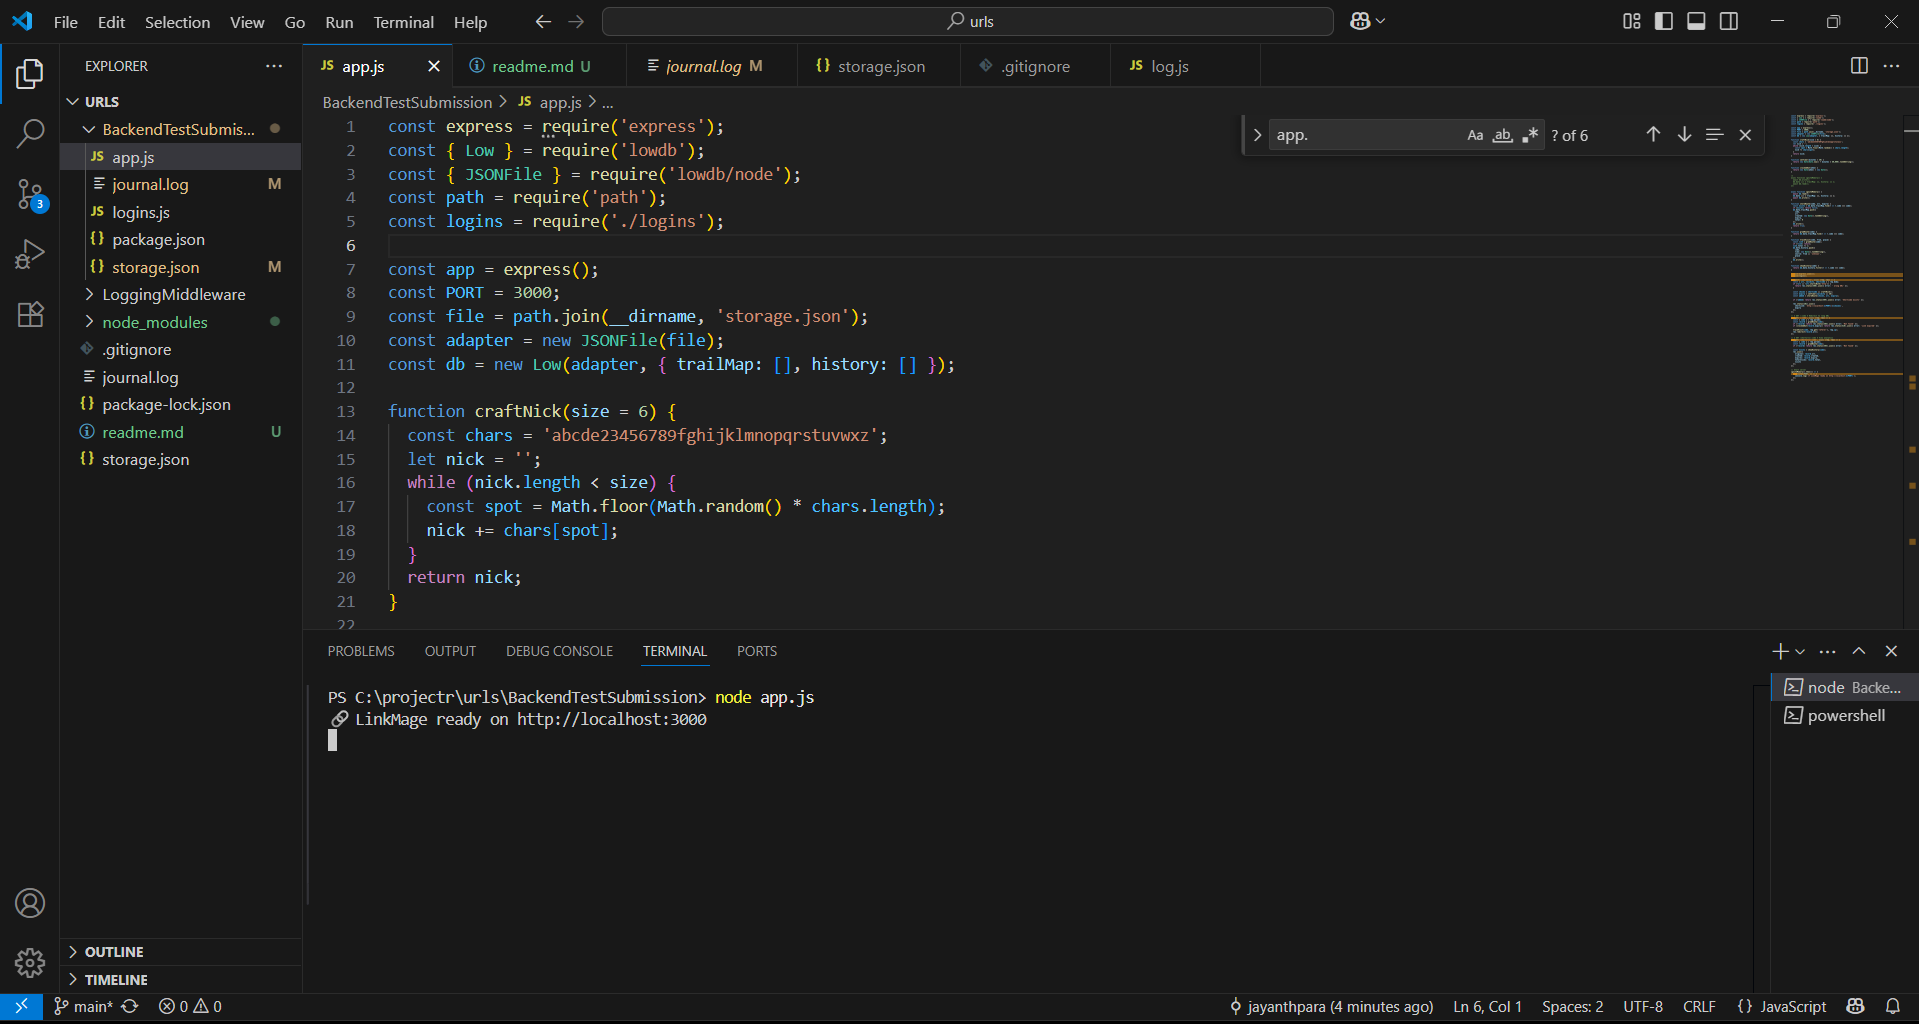 File Edit Selection View Go Run Terminal Help
urls
EXPLORER
URLS
BackendTestSubmis...
JS app.js
journal.log M
JS logins.js
{} package.json
{} storage.json M
LoggingMiddleware
node_modules
.gitignore
journal.log
{} package-lock.json
readme.md U
{} storage.json
OUTLINE
TIMELINE
3
JS app.js
readme.md U
journal.log M
{} storage.json
.gitignore
JS log.js
BackendTestSubmission > JS app.js > ...
app. Aa ab ? of 6
1 const express = require('express');
2 const { Low } = require('lowdb');
3 const { JSONFile } = require('lowdb/node');
4 const path = require('path');
5 const logins = require('./logins');
6
7 const app = express();
8 const PORT = 3000;
9 const file = path.join(__dirname, 'storage.json');
10 const adapter = new JSONFile(file);
11 const db = new Low(adapter, { trailMap: [], history: [] });
12
13 function craftNick(size = 6) {
14 const chars = 'abcde23456789fghijklmnopqrstuvwxz';
15 let nick = '';
16 while (nick.length < size) {
17 const spot = Math.floor(Math.random() * chars.length);
18 nick += chars[spot];
19 }
20 return nick;
21 }
22
PROBLEMS OUTPUT DEBUG CONSOLE TERMINAL PORTS
PS C:\projectr\urls\BackendTestSubmission> node app.js
🔗 LinkMage ready on http://localhost:3000
node Backe...
powershell
main* 0 0
jayanthpara (4 minutes ago) Ln 6, Col 1 Spaces: 2 UTF-8 CRLF {} JavaScript